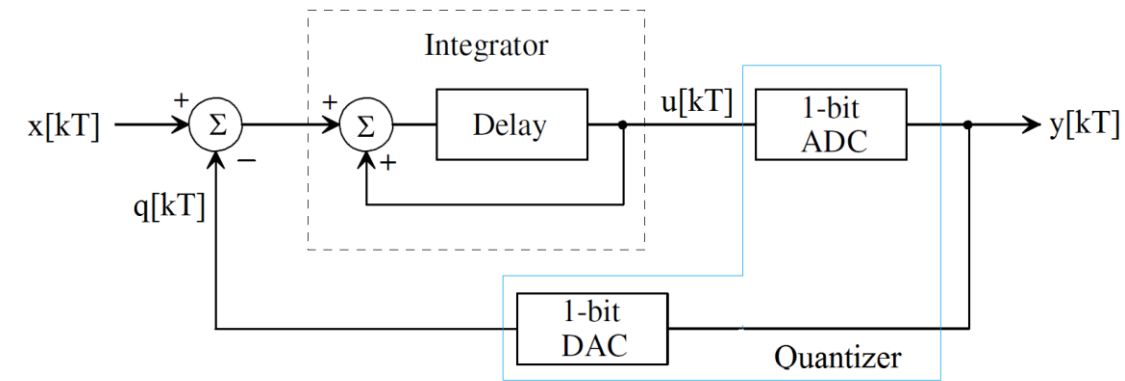 Integrator
x[kT]
+
Σ
−
+
Σ
+
Delay
u[kT]
1-bit
ADC
y[kT]
q[kT]
1-bit
DAC
Quantizer